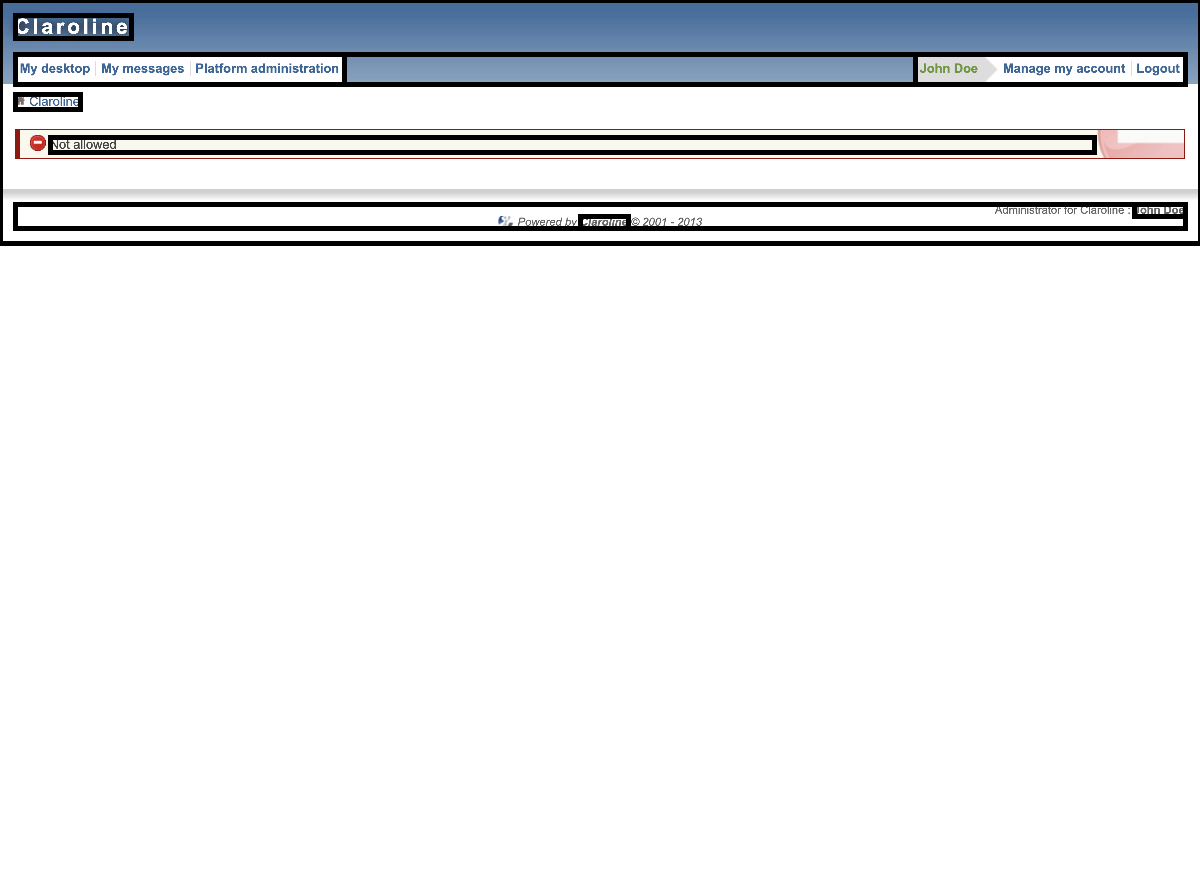 Claroline
My desktop My messages Platform administration John Doe Manage my account Logout
Claroline
Not allowed
Administrator for Claroline : John Doe
Powered by Claroline © 2001 - 2013